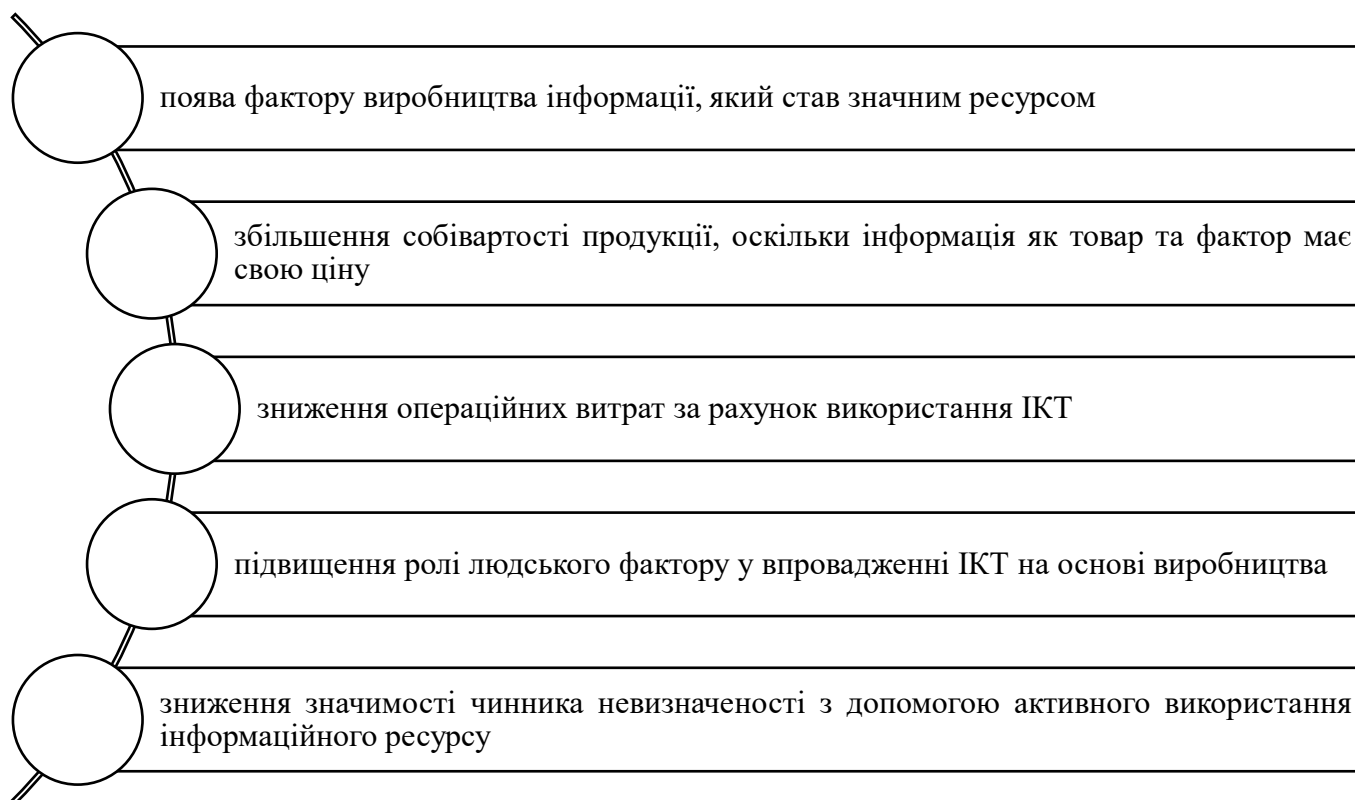 поява фактору виробництва інформації, який став значним ресурсом
збільшення собівартості продукції, оскільки інформація як товар та фактор має
свою ціну
зниження операційних витрат за рахунок використання ІКТ
підвищення ролі людського фактору у впровадженні ІКТ на основі виробництва
зниження значимості чинника невизначеності з допомогою активного використання
інформаційного ресурсу